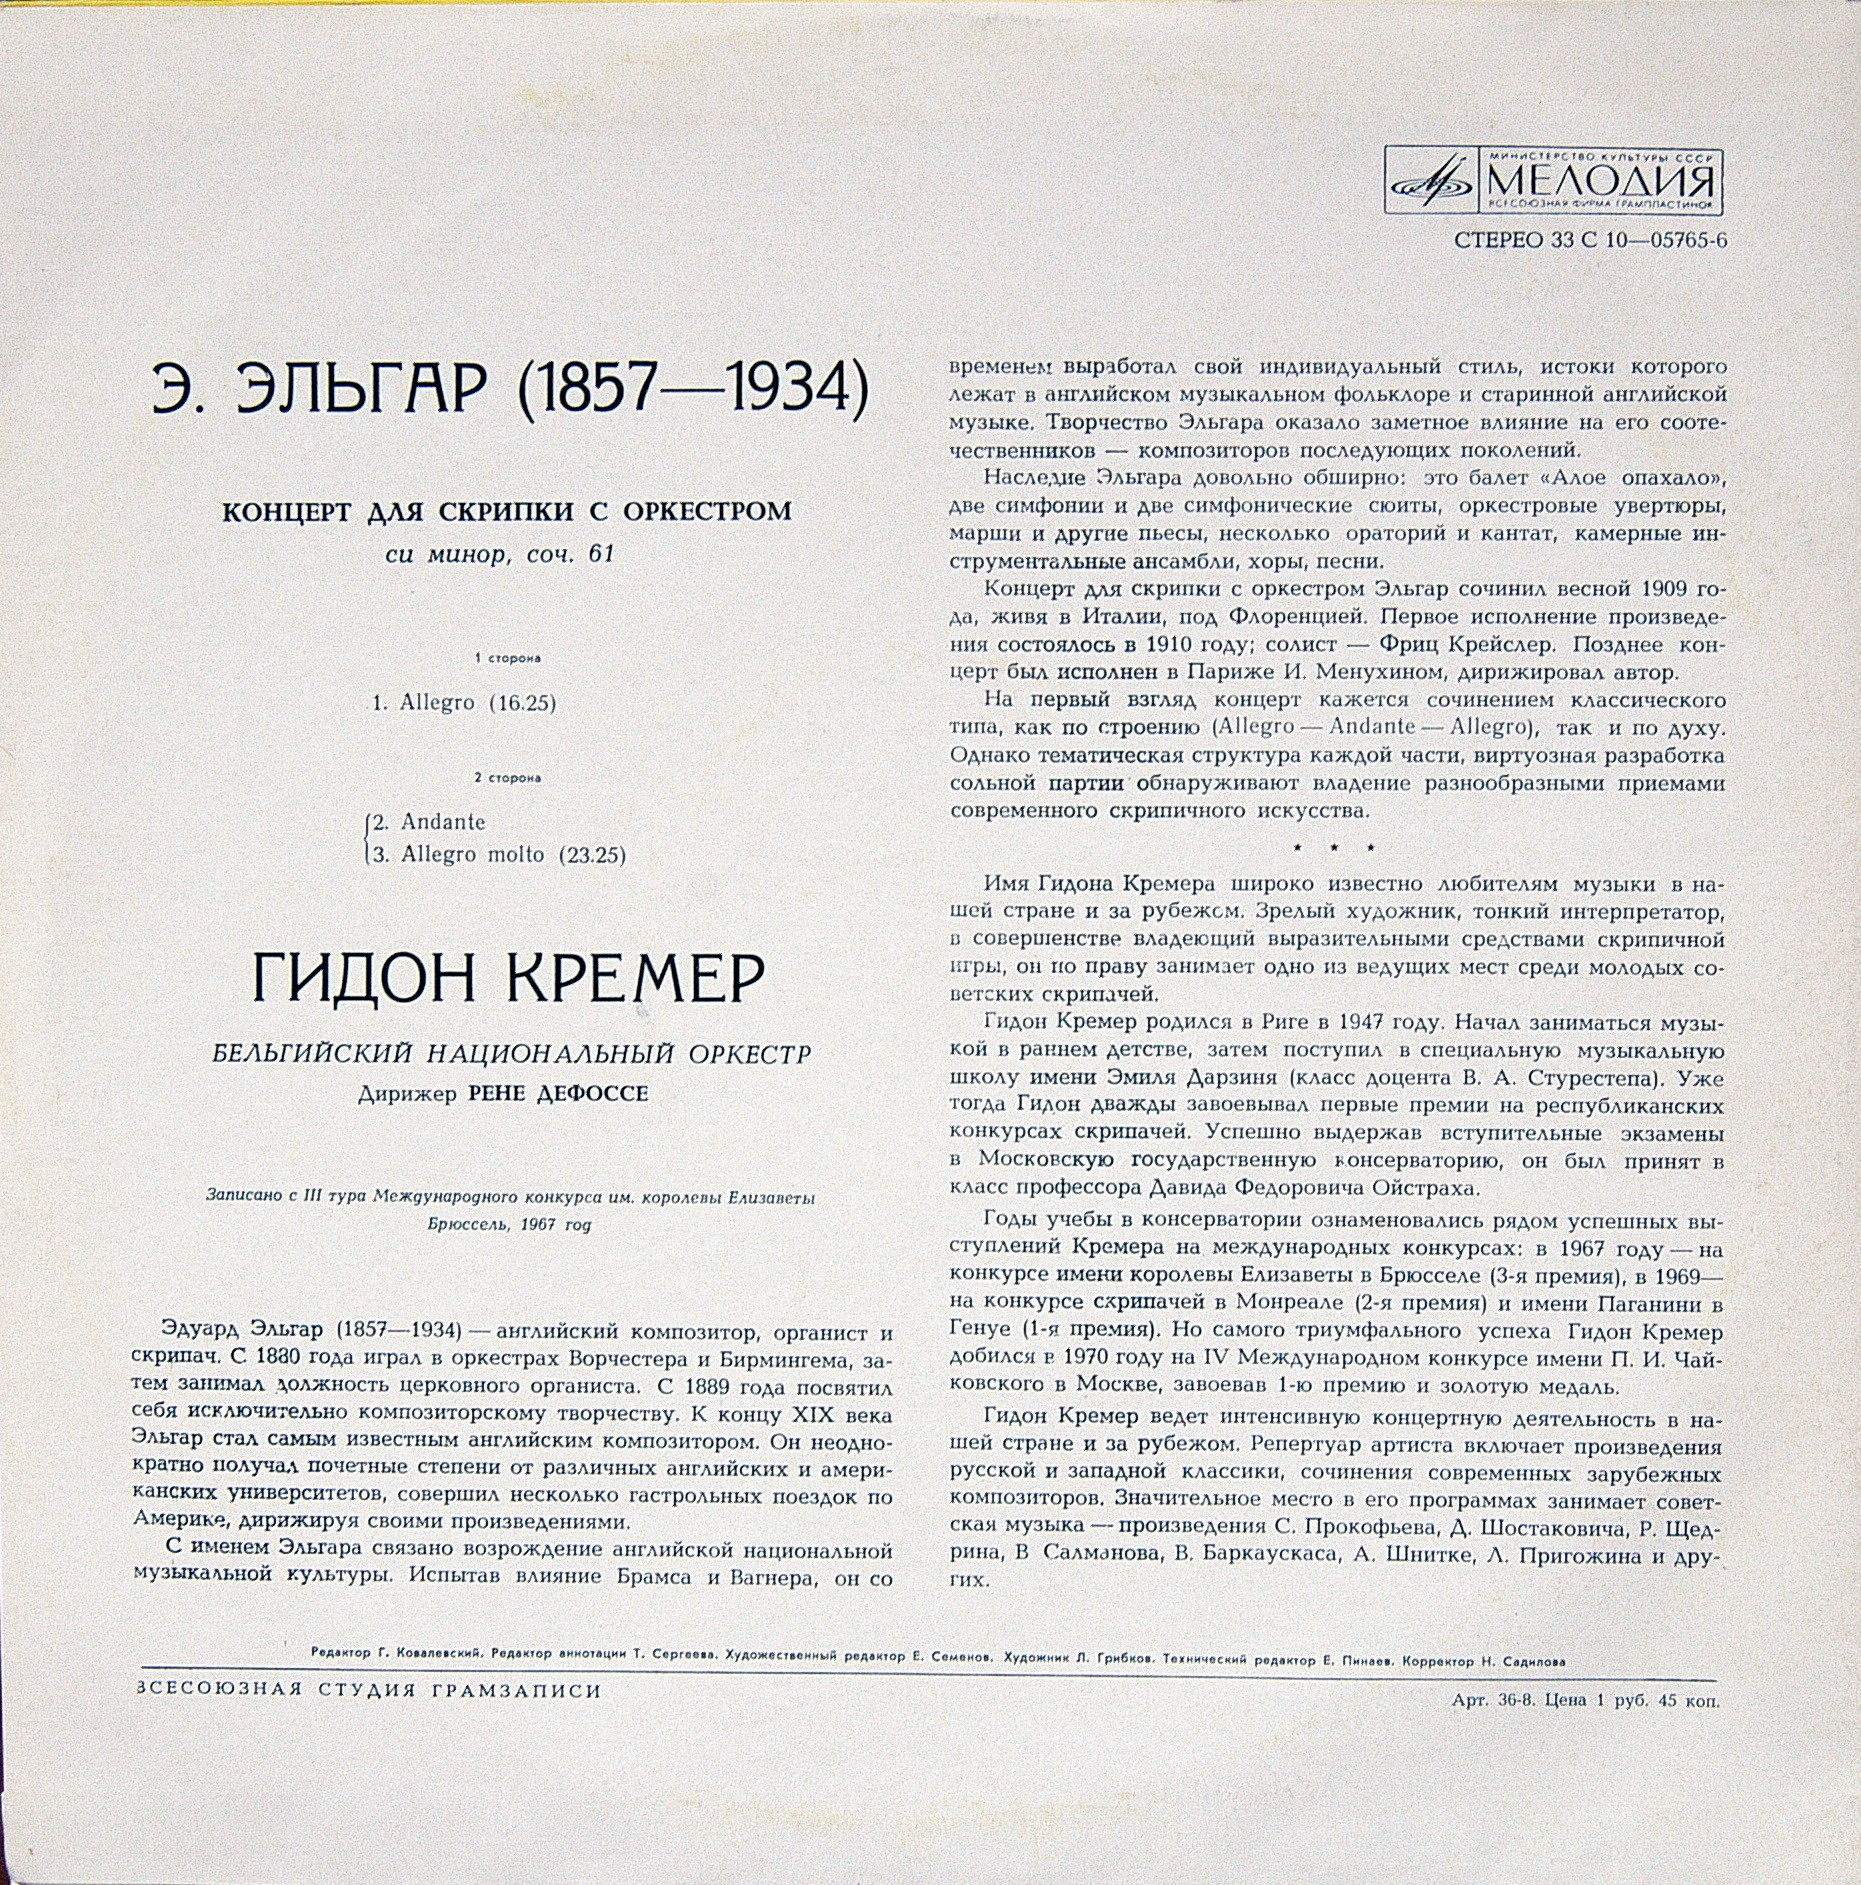 МИНИСТЕРСТВО КУЛЬТУРЫ СССР
МЕЛОДИЯ
ВСЕСОЮЗНАЯ ФИРМА ГРАМПЛАСТИНОК
СТЕРЕО 33 С 10—05765-6
Э. ЭЛЬГАР (1857—1934)
КОНЦЕРТ ДЛЯ СКРИПКИ С ОРКЕСТРОМ
си минор, соч. 61
1 сторона
1. Allegro (16.25)
2 сторона
2. Andante
3. Allegro molto (23.25)
ГИДОН КРЕМЕР
БЕЛЬГИЙСКИЙ НАЦИОНАЛЬНЫЙ ОРКЕСТР
Дирижер РЕНЕ ДЕФОССЕ
Записано с III тура Международного конкурса им. королевы Елизаветы
Брюссель, 1967 год
Эдуард Эльгар (1857—1934) — английский композитор, органист и
скрипач. С 1880 года играл в оркестрах Ворчестера и Бирмингема, за-
тем занимал должность церковного органиста. С 1889 года посвятил
себя исключительно композиторскому творчеству. К концу XIX века
Эльгар стал самым известным английским композитором. Он неодно-
кратно получал почетные степени от различных английских и амери-
канских университетов, совершил несколько гастрольных поездок по
Америке, дирижируя своими произведениями.
С именем Эльгара связано возрождение английской национальной
музыкальной культуры. Испытав влияние Брамса и Вагнера, он со
временем выработал свой индивидуальный стиль, истоки которого
лежат в английском музыкальном фольклоре и старинной английской
музыке. Творчество Эльгара оказало заметное влияние на его сооте-
чественников — композиторов последующих поколений.
Наследие Эльгара довольно обширно: это балет «Алое опахало»,
две симфонии и две симфонические сюиты, оркестровые увертюры,
марши и другие пьесы, несколько ораторий и кантат, камерные ин-
струментальные ансамбли, хоры, песни.
Концерт для скрипки с оркестром Эльгар сочинил весной 1909 го-
да, живя в Италии, под Флоренцией. Первое исполнение произведе-
ния состоялось в 1910 году; солист — Фриц Крейслер. Позднее кон-
церт был исполнен в Париже И. Менухином, дирижировал автор.
На первый взгляд концерт кажется сочинением классического
типа, как по строению (Allegro — Andante — Allegro), так и по духу.
Однако тематическая структура каждой части, виртуозная разработка
сольной партии обнаруживают владение разнообразными приемами
современного скрипичного искусства.
★ ★ ★
Имя Гидона Кремера широко известно любителям музыки в на-
шей стране и за рубежом. Зрелый художник, тонкий интерпретатор,
в совершенстве владеющий выразительными средствами скрипичной
игры, он по праву занимает одно из ведущих мест среди молодых со-
ветских скрипачей.
Гидон Кремер родился в Риге в 1947 году. Начал заниматься музы-
кой в раннем детстве, затем поступил в специальную музыкальную
школу имени Эмиля Дарзиня (класс доцента В. А. Стурестепа). Уже
тогда Гидон дважды завоевывал первые премии на республиканских
конкурсах скрипачей. Успешно выдержав вступительные экзамены
в Московскую государственную консерваторию, он был принят в
класс профессора Давида Федоровича Ойстраха.
Годы учебы в консерватории ознаменовались рядом успешных вы-
ступлений Кремера на международных конкурсах: в 1967 году — на
конкурсе имени королевы Елизаветы в Брюсселе (3-я премия), в 1969—
на конкурсе скрипачей в Монреале (2-я премия) и имени Паганини в
Генуе (1-я премия). Но самого триумфального успеха Гидон Кремер
добился в 1970 году на IV Международном конкурсе имени П. И. Чай-
ковского в Москве, завоевав 1-ю премию и золотую медаль.
Гидон Кремер ведет интенсивную концертную деятельность в на-
шей стране и за рубежом. Репертуар артиста включает произведения
русской и западной классики, сочинения современных зарубежных
композиторов. Значительное место в его программах занимает совет-
ская музыка — произведения С. Прокофьева, Д. Шостаковича, Р. Щед-
рина, В Салманова, В. Баркаускаса, А. Шнитке, Л. Пригожина и дру-
гих.
Редактор Г. Ковалевский. Редактор аннотации Т. Сергеева. Художественный редактор Е. Семенов. Художник Л. Грибков. Технический редактор Е. Пинаев. Корректор Н. Садилова
ВСЕСОЮЗНАЯ СТУДИЯ ГРАМЗАПИСИ
Арт. 36-8. Цена 1 руб. 45 коп.